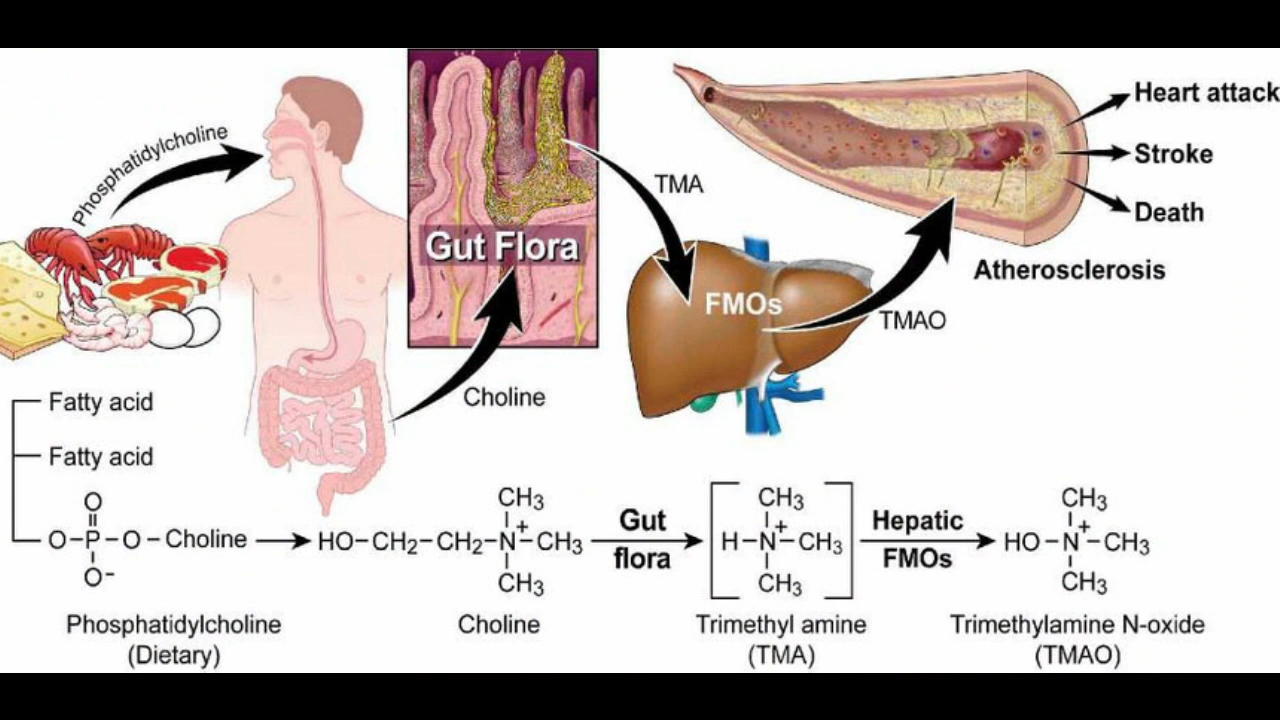 Phosphatidylcholine
Gut Flora
Choline
TMA
FMOs
TMAO
Heart attack
Stroke
Death
Atherosclerosis
Fatty acid
Fatty acid
O
O–P–O–Choline
O⁻
Phosphatidylcholine
(Dietary)
CH₃
HO–CH₂–CH₂–N⁺–CH₃
CH₃
Choline
Gut
flora
CH₃
H–N⁺–CH₃
CH₃
Trimethyl amine
(TMA)
Hepatic
FMOs
CH₃
HO–N⁺–CH₃
CH₃
Trimethylamine N-oxide
(TMAO)